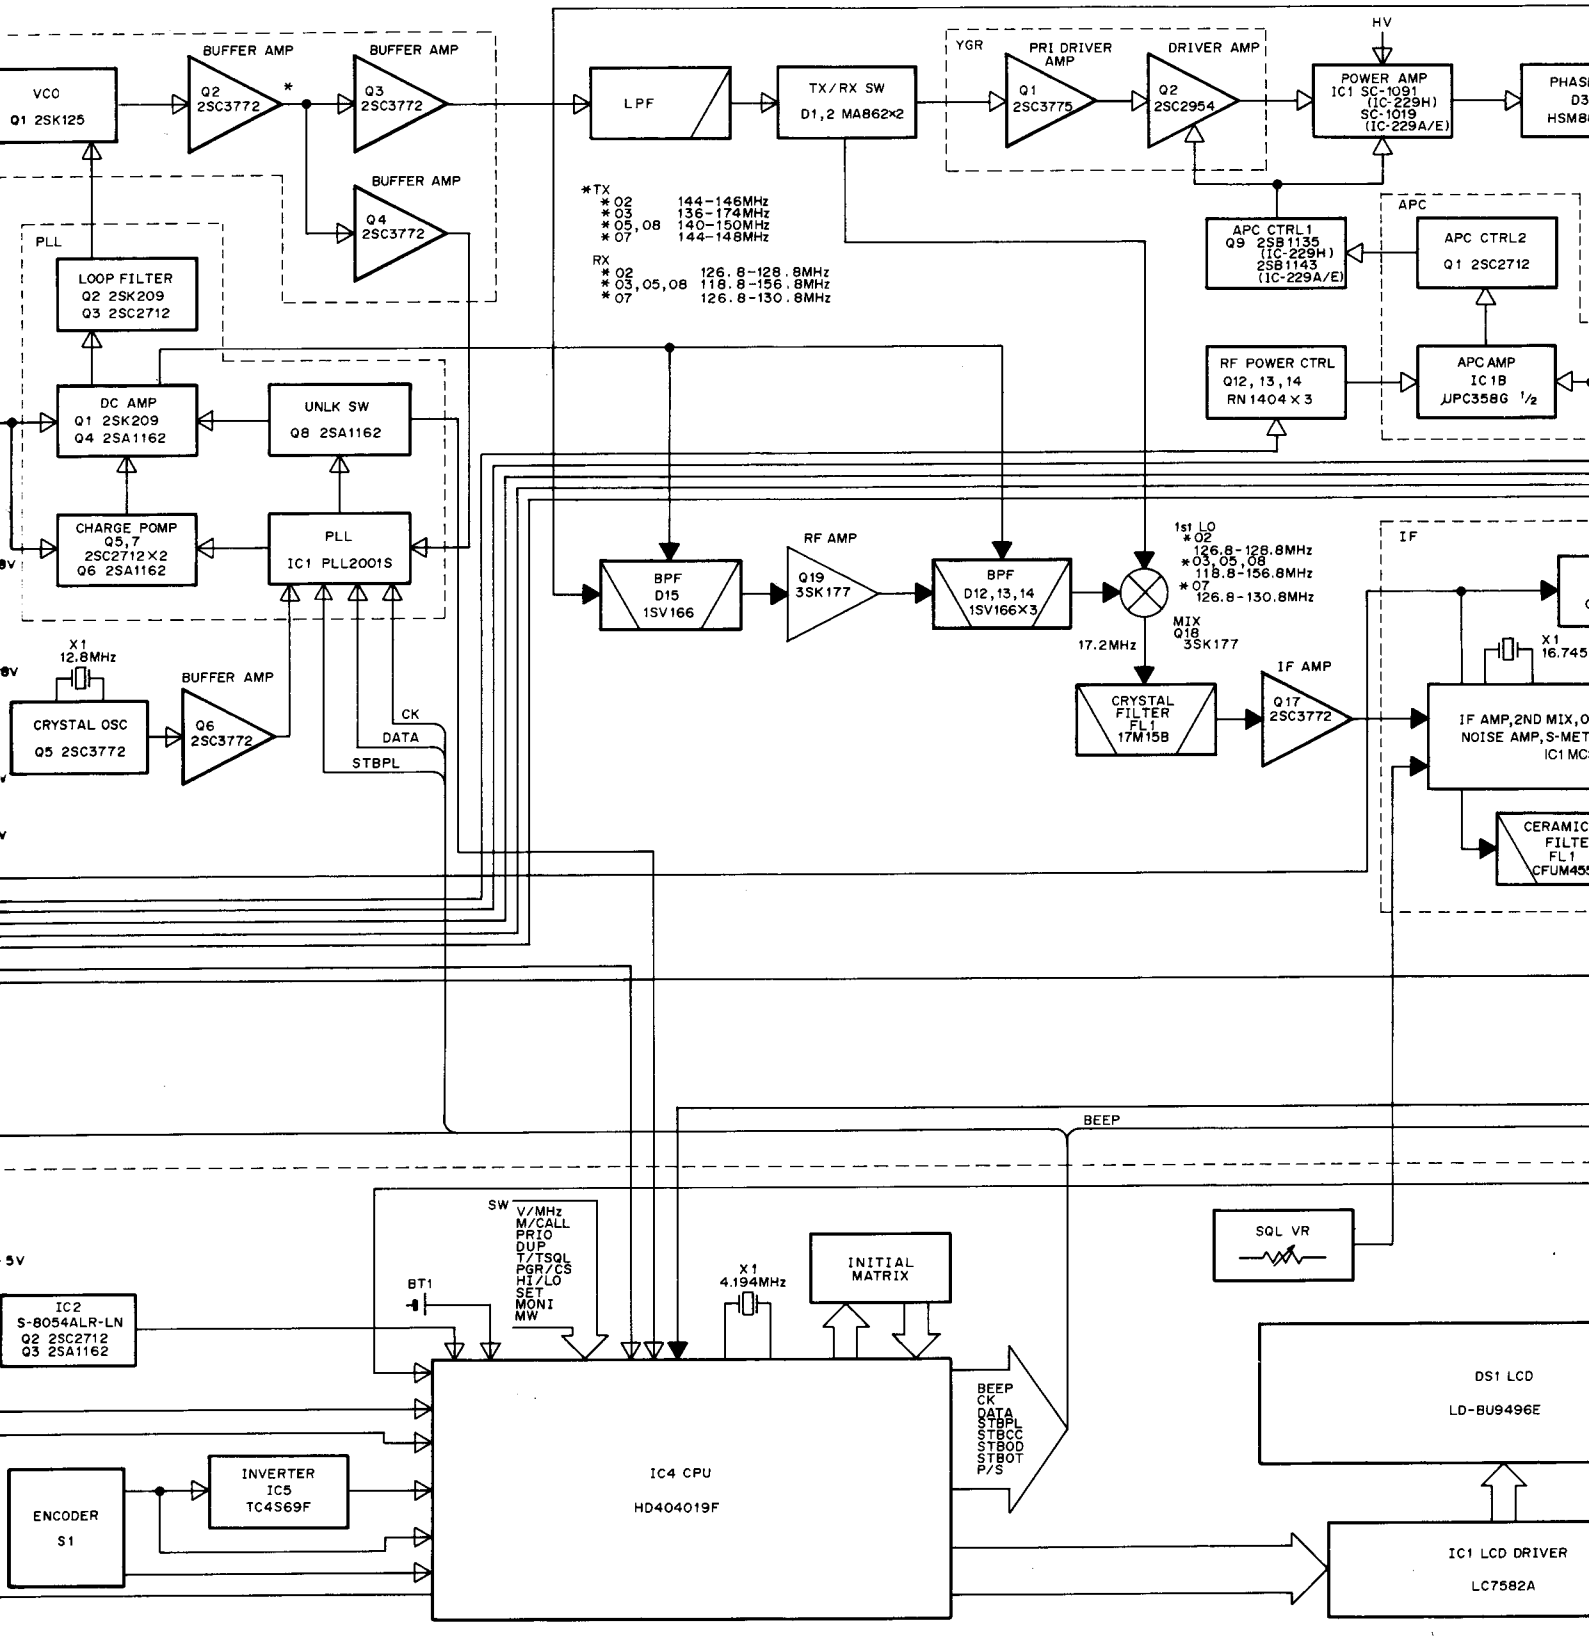 BUFFER AMP
BUFFER AMP
VCO
Q1 2SK125
Q2
2SC3772
*
Q3
2SC3772
BUFFER AMP
Q4
2SC3772
LPF
TX/RX SW
D1,2 MA862×2
YGR
PRI DRIVER
AMP
Q1
2SC3775
DRIVER AMP
Q2
2SC2954
HV
POWER AMP
IC1 SC-1091
(IC-229H)
SC-1019
(IC-229A/E)
*TX
*02 144-146MHz
*03 136-174MHz
*05,08 140-150MHz
*07 144-148MHz
RX
*02 126.8-128.8MHz
*03,05,08 118.8-156.8MHz
*07 126.8-130.8MHz
APC CTRL1
Q9 2SB1135
(IC-229H)
2SB1143
(IC-229A/E)
APC
APC CTRL2
Q1 2SC2712
RF POWER CTRL
Q12,13,14
RN1404×3
APC AMP
IC1B
μPC358G 1/2
PLL
LOOP FILTER
Q2 2SK209
Q3 2SC2712
DC AMP
Q1 2SK209
Q4 2SA1162
UNLK SW
Q8 2SA1162
CHARGE POMP
Q5,7
2SC2712×2
Q6 2SA1162
PLL
IC1 PLL2001S
X1
12.8MHz
CRYSTAL OSC
Q5 2SC3772
BUFFER AMP
Q6
2SC3772
CK
DATA
STBPL
BPF
D15
1SV166
RF AMP
Q19
3SK177
BPF
D12,13,14
1SV166×3
1st LO
*02
126.8-128.8MHz
*03,05,08
118.8-156.8MHz
*07
126.8-130.8MHz
MIX
Q18
3SK177
17.2MHz
CRYSTAL
FILTER
FL1
17M15B
IF AMP
Q17
2SC3772
IF
X1
16.745
IF AMP,2ND MIX,
NOISE AMP,S-MET
IC1 MC
CERAMIC
FILTE
FL1
CFUM455
BEEP
5V
IC2
S-8054ALR-LN
Q2 2SC2712
Q3 2SA1162
BT1
SW
V/MHz
M/CALL
PRIO
DUP
T/TSQL
PGR/CS
HI/LO
SET
MONI
MW
X1
4.194MHz
INITIAL
MATRIX
SQL VR
BEEP
CK
DATA
STBPL
STBCC
STBOD
STBOT
P/S
IC4 CPU
HD404019F
ENCODER
S1
INVERTER
IC5
TC4S69F
DS1 LCD
LD-BU9496E
IC1 LCD DRIVER
LC7582A